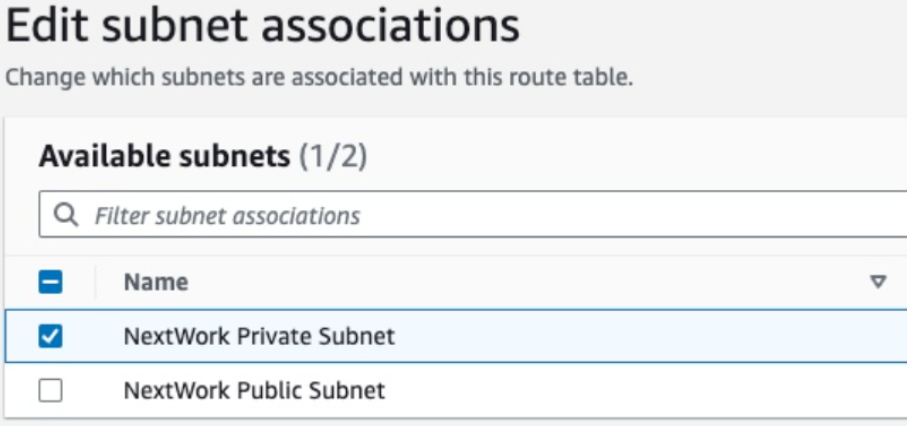 Edit subnet associations
Change which subnets are associated with this route table.
Available subnets (1/2)
Filter subnet associations
Name
NextWork Private Subnet
NextWork Public Subnet